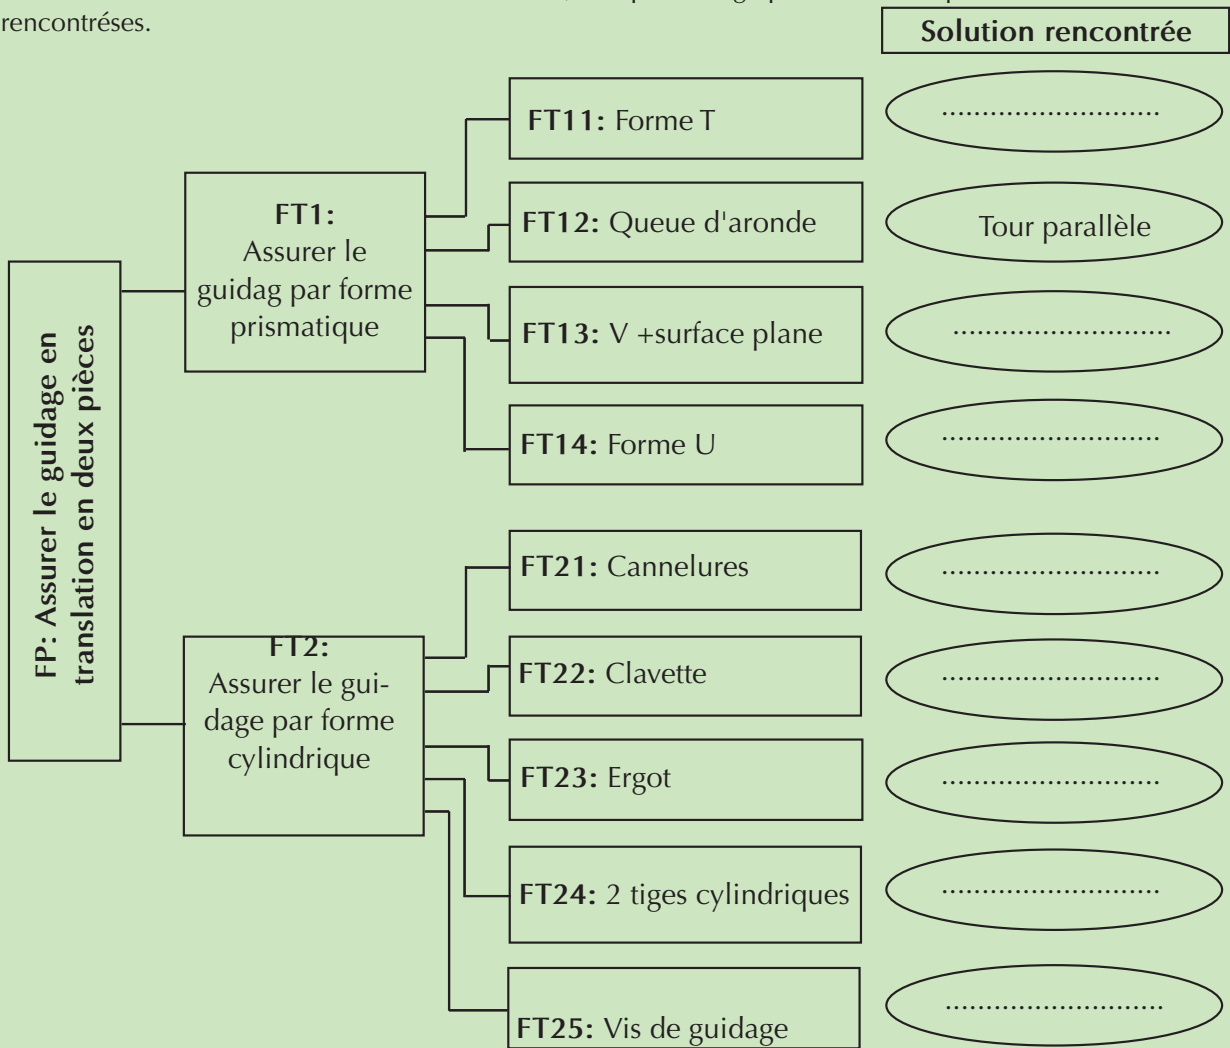 rencontréses.
Solution rencontrée
FP: Assurer le guidage en
translation en deux pièces
FT1:
Assurer le
guidag par forme
prismatique
FT11: Forme T
..........................
FT12: Queue d'aronde
Tour parallèle
FT13: V +surface plane
..........................
FT14: Forme U
..........................
FT2:
Assurer le gui-
dage par forme
cylindrique
FT21: Cannelures
..........................
FT22: Clavette
..........................
FT23: Ergot
..........................
FT24: 2 tiges cylindriques
..........................
FT25: Vis de guidage
..........................